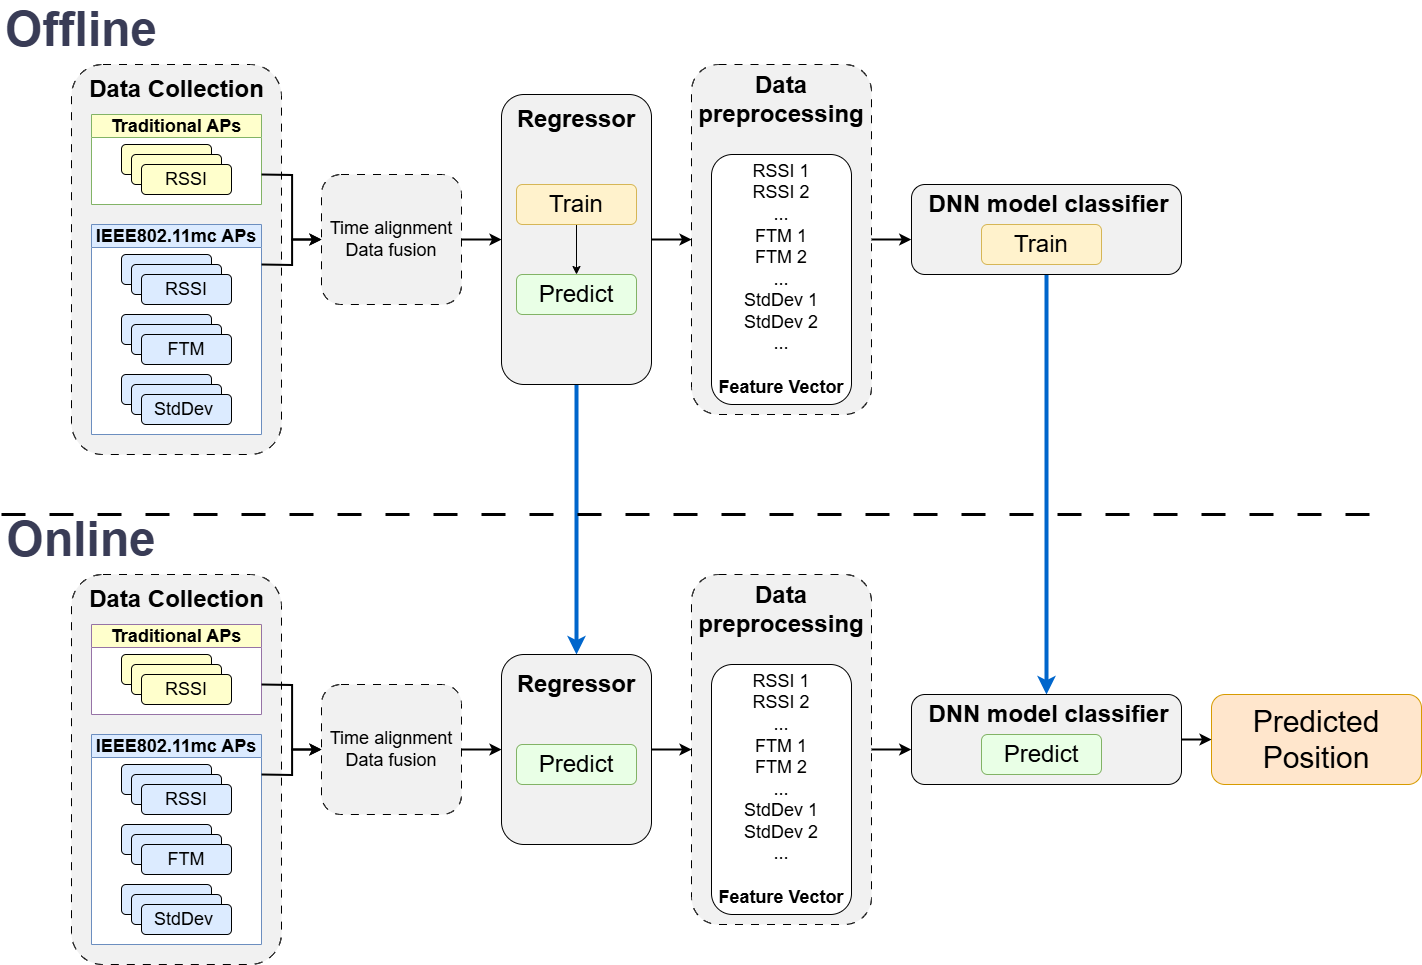 Offline
Data Collection
Traditional APs
RSSI
IEEE802.11mc APs
RSSI
FTM
StdDev
Time alignment
Data fusion
Regressor
Train
Predict
Data
preprocessing
RSSI 1
RSSI 2
...
FTM 1
FTM 2
...
StdDev 1
StdDev 2
...
Feature Vector
DNN model classifier
Train
Online
Data Collection
Traditional APs
RSSI
IEEE802.11mc APs
RSSI
FTM
StdDev
Time alignment
Data fusion
Regressor
Predict
Data
preprocessing
RSSI 1
RSSI 2
...
FTM 1
FTM 2
...
StdDev 1
StdDev 2
...
Feature Vector
DNN model classifier
Predict
Predicted
Position